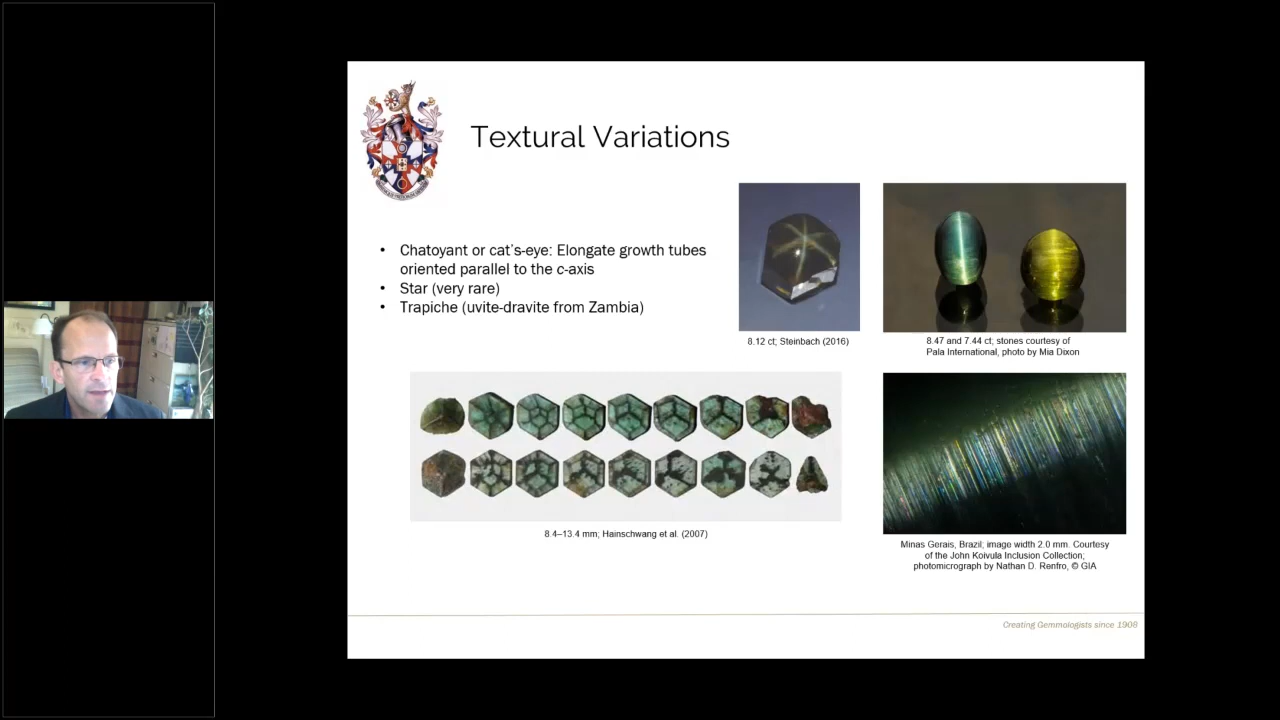 Textural Variations
• Chatoyant or cat's-eye: Elongate growth tubes
oriented parallel to the c-axis
• Star (very rare)
• Trapiche (uvite-dravite from Zambia)
8.12 ct; Steinbach (2016)
8.47 and 7.44 ct; stones courtesy of
Pala International, photo by Mia Dixon
8.4–13.4 mm; Hainschwang et al. (2007)
Minas Gerais, Brazil; image width 2.0 mm. Courtesy
of the John Koivula Inclusion Collection;
photomicrograph by Nathan D. Renfro, © GIA
Creating Gemmologists since 1908